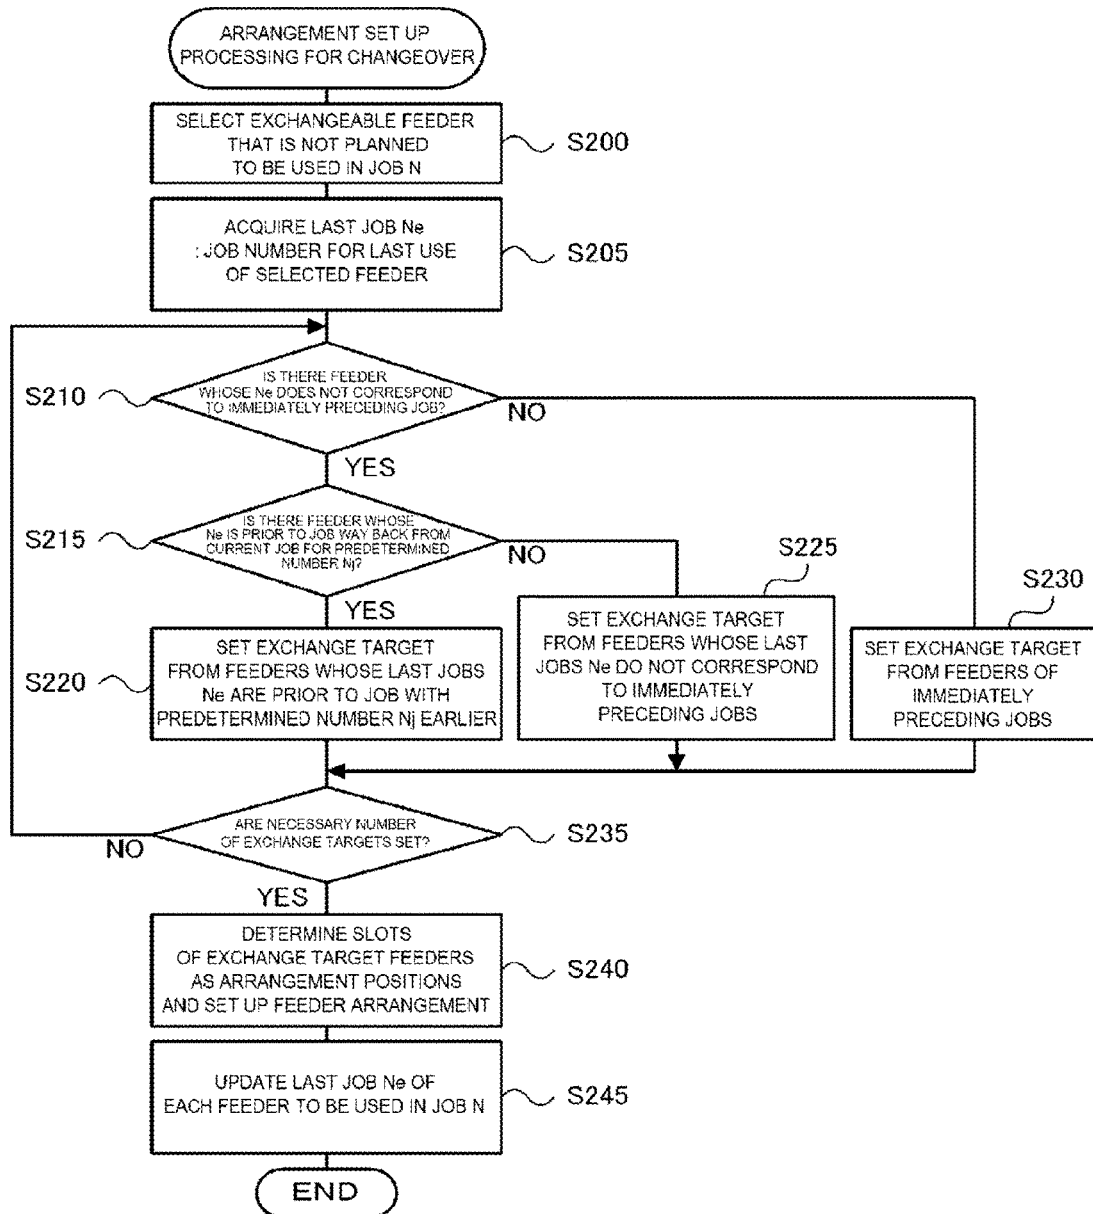 ARRANGEMENT SET UP
PROCESSING FOR CHANGEOVER
SELECT EXCHANGEABLE FEEDER
THAT IS NOT PLANNED
TO BE USED IN JOB N
S200
ACQUIRE LAST JOB Ne
: JOB NUMBER FOR LAST USE
OF SELECTED FEEDER
S205
IS THERE FEEDER
WHOSE Ne DOES NOT CORRESPOND
TO IMMEDIATELY PRECEDING JOB?
S210
NO
YES
IS THERE FEEDER WHOSE
Ne IS PRIOR TO JOB WAY BACK FROM
CURRENT JOB FOR PREDETERMINED
NUMBER Nj?
S215
NO
YES
S225
S230
SET EXCHANGE TARGET
FROM FEEDERS WHOSE LAST JOBS
Ne ARE PRIOR TO JOB WITH
PREDETERMINED NUMBER Nj EARLIER
S220
SET EXCHANGE TARGET
FROM FEEDERS WHOSE LAST
JOBS Ne DO NOT CORRESPOND
TO IMMEDIATELY
PRECEDING JOBS
SET EXCHANGE TARGET
FROM FEEDERS OF
IMMEDIATELY
PRECEDING JOBS
ARE NECESSARY NUMBER
OF EXCHANGE TARGETS SET?
S235
NO
YES
DETERMINE SLOTS
OF EXCHANGE TARGET FEEDERS
AS ARRANGEMENT POSITIONS
AND SET UP FEEDER ARRANGEMENT
S240
UPDATE LAST JOB Ne OF
EACH FEEDER TO BE USED IN JOB N
S245
END